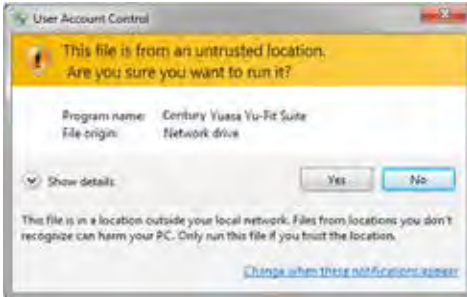 User Account Control
This file is from an untrusted location.
Are you sure you want to run it?
Program name: Century Yuasa Yu-Fit Suite
File origin: Network drive
Show details
Yes
No
This file is in a location outside your local network. Files from locations you don't
recognize can harm your PC. Only run this file if you trust the location.
Change when these notifications appear